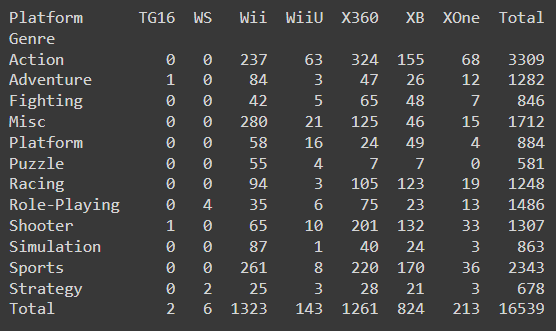 Platform TG16 WS Wii WiiU X360 XB XOne Total
Genre
Action 0 0 237 63 324 155 68 3309
Adventure 1 0 84 3 47 26 12 1282
Fighting 0 0 42 5 65 48 7 846
Misc 0 0 280 21 125 46 15 1712
Platform 0 0 58 16 24 49 4 884
Puzzle 0 0 55 4 7 7 0 581
Racing 0 0 94 3 105 123 19 1248
Role-Playing 0 4 35 6 75 23 13 1486
Shooter 1 0 65 10 201 132 33 1307
Simulation 0 0 87 1 40 24 3 863
Sports 0 0 261 8 220 170 36 2343
Strategy 0 2 25 3 28 21 3 678
Total 2 6 1323 143 1261 824 213 16539